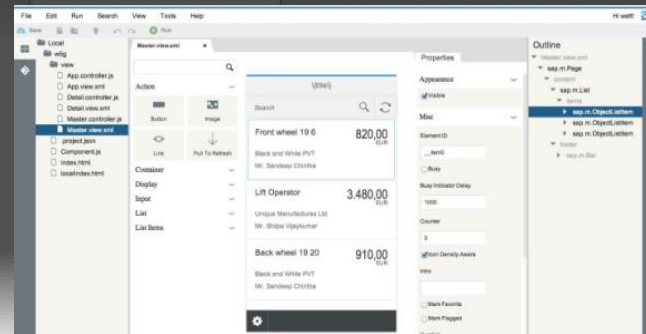 File Edit Run Search View Tools Help
Hi watt!
Save
Run
Local
view
App.controller.js
App.view.xml
Detail.controller.js
Detail.view.xml
Master.controller.js
Master.view.xml
.project.json
Component.js
index.html
localIndex.html
Master.view.xml
Action
Button
Image
Link
Pull To Refresh
Container
Display
Input
List
List Items
Search
Front wheel 19 6
820,00
EUR
Black and White PVT
Mr. Sandeep Chintha
Lift Operator
3.480,00
EUR
Unique Manufactures Ltd
Mr. Shilpa Vijaykumar
Back wheel 19 20
910,00
EUR
Black and White PVT
Mr. Sandeep Chintha
Properties
Appearance
Visible
Misc
Element ID
__item0
Busy
Busy Indicator Delay
1000
Counter
0
Icon Density Aware
Intro
Mark Favorite
Mark Flagged
Outline
Master.view.xml
sap.m.Page
content
sap.m.List
items
sap.m.ObjectListItem
sap.m.ObjectListItem
sap.m.ObjectListItem
footer
sap.m.Bar